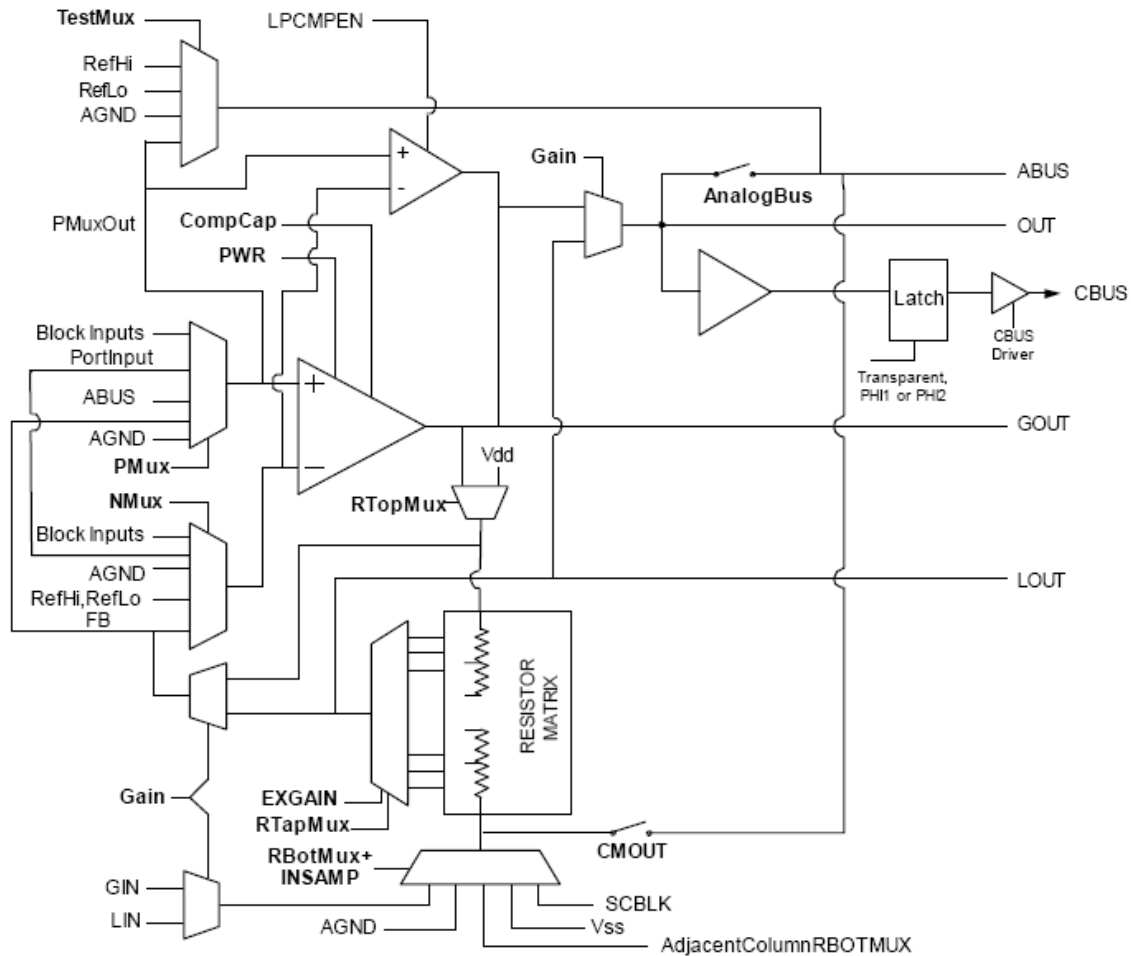 TestMux
LPCMPEN
RefHi
RefLo
AGND
+
-
Gain
ABUS
AnalogBus
PMuxOut
CompCap
OUT
PWR
Latch
CBUS
Block Inputs
CBUS
Driver
PortInput
Transparent,
PHI1 or PHI2
ABUS
+
AGND
GOUT
PMux
Vdd
NMux
RTopMux
Block Inputs
AGND
LOUT
RefHi,RefLo
FB
RESISTOR
MATRIX
Gain
EXGAIN
RTapMux
CMOUT
RBotMux+
INSAMP
GIN
LIN
SCBLK
AGND
Vss
AdjacentColumnRBOTMUX